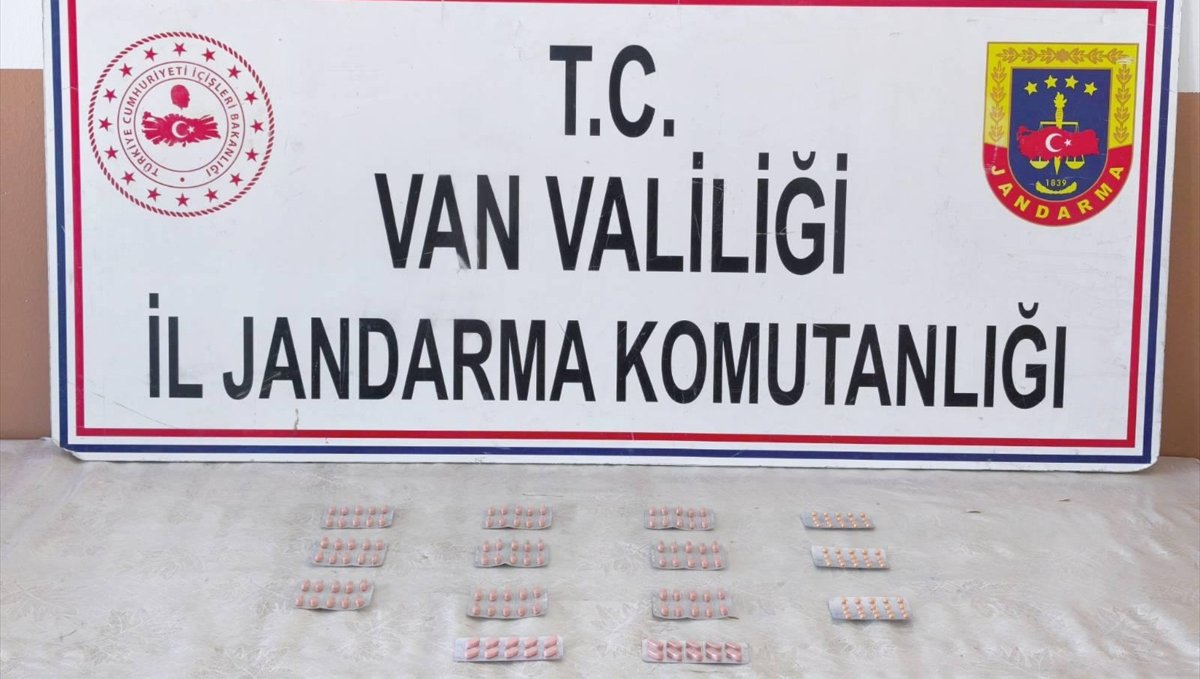 T.C.
VAN VALİLİĞİ
İL JANDARMA KOMUTANLIĞI
TÜRKİYE CUMHURİYETİ İÇİŞLERİ BAKANLIĞI
1839
JANDARMA